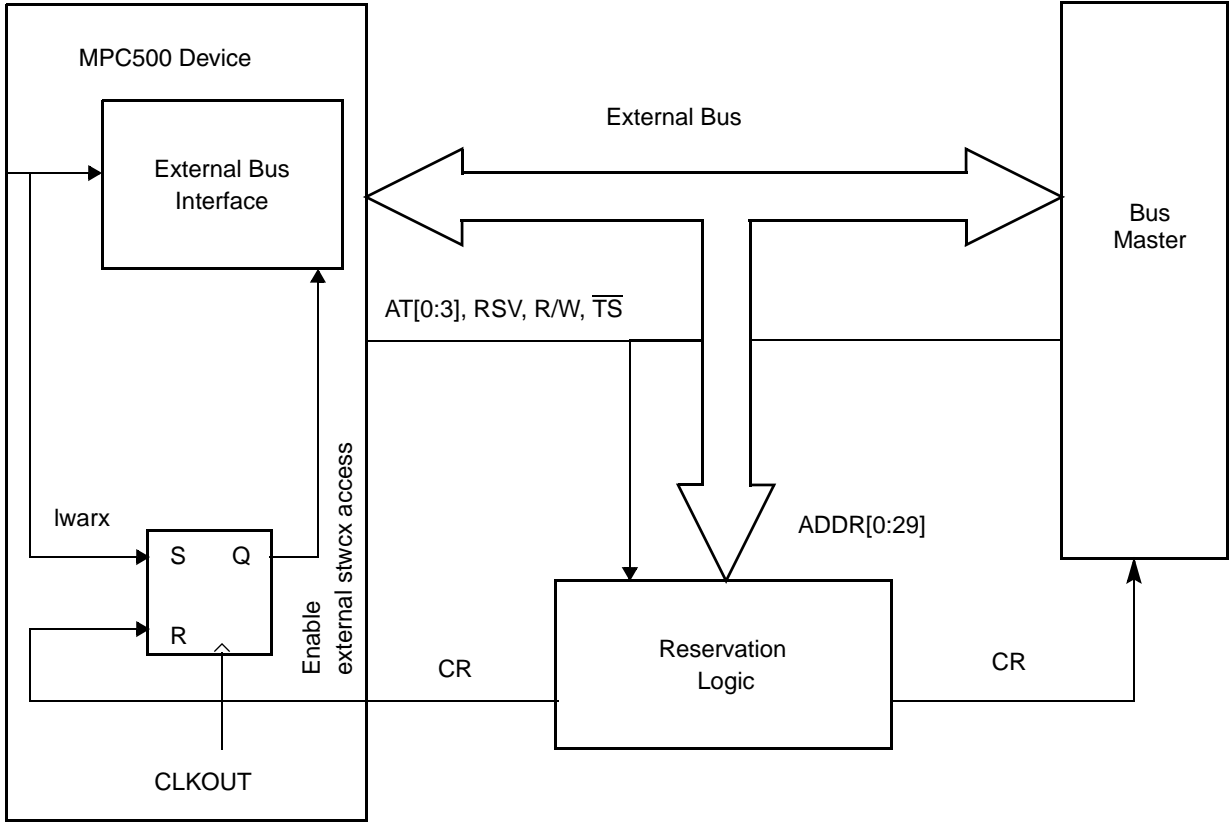 MPC500 Device
External Bus
External Bus
Interface
Bus
Master
AT[0:3], RSV, R/W, T̅S̅
lwarx
ADDR[0:29]
S Q
R
Enable
external stwcx access
Reservation
Logic
CR
CR
CLKOUT